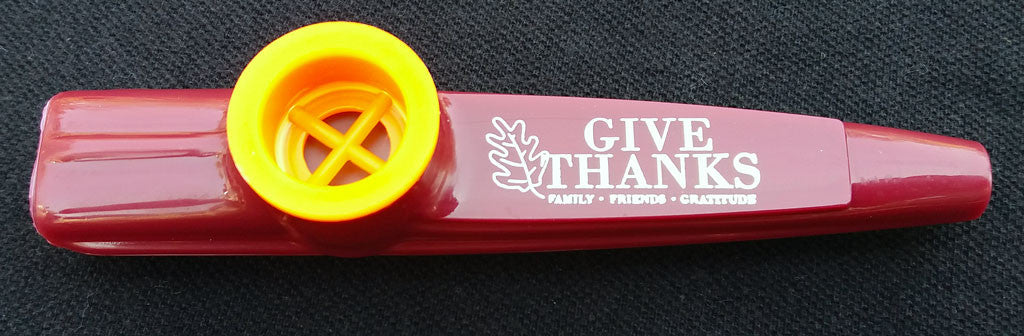 GIVE
THANKS
FAMILY • FRIENDS • GRATITUDE